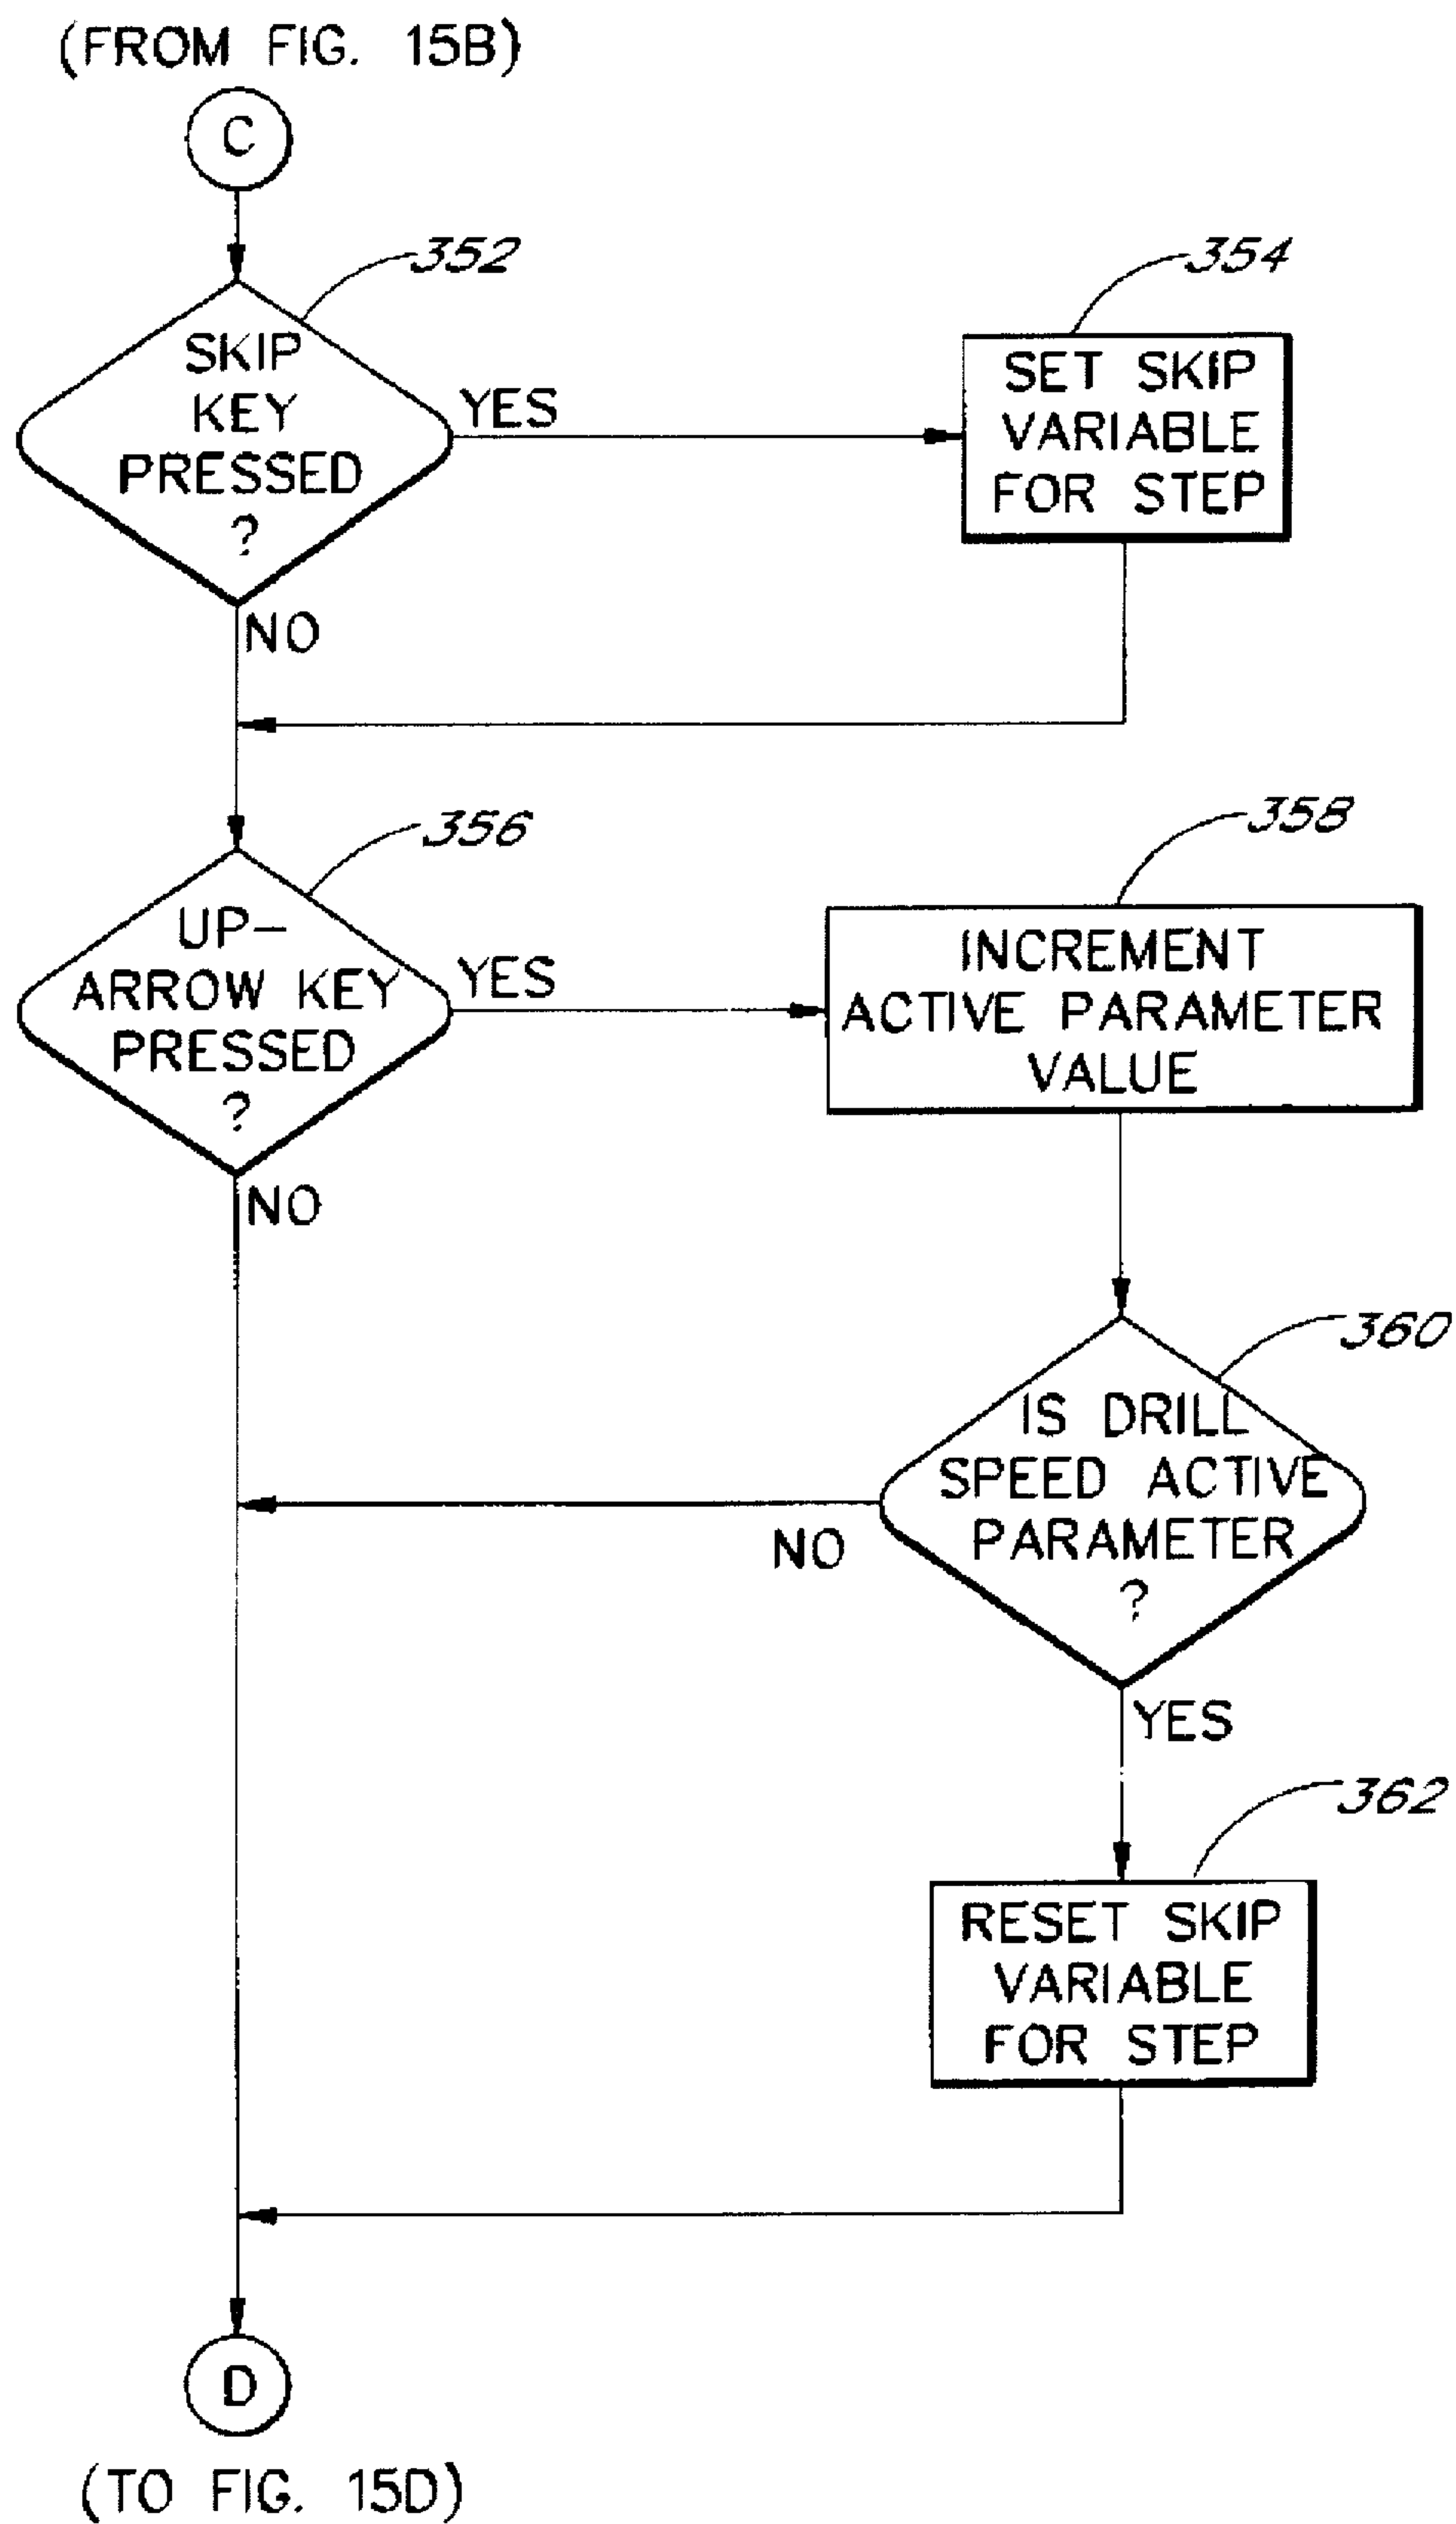 (FROM FIG. 15B)
C
352
SKIP
KEY
PRESSED
?
YES
NO
354
SET SKIP
VARIABLE
FOR STEP
356
UP-
ARROW KEY
PRESSED
?
YES
NO
358
INCREMENT
ACTIVE PARAMETER
VALUE
360
IS DRILL
SPEED ACTIVE
PARAMETER
?
NO
YES
362
RESET SKIP
VARIABLE
FOR STEP
D
(TO FIG. 15D)